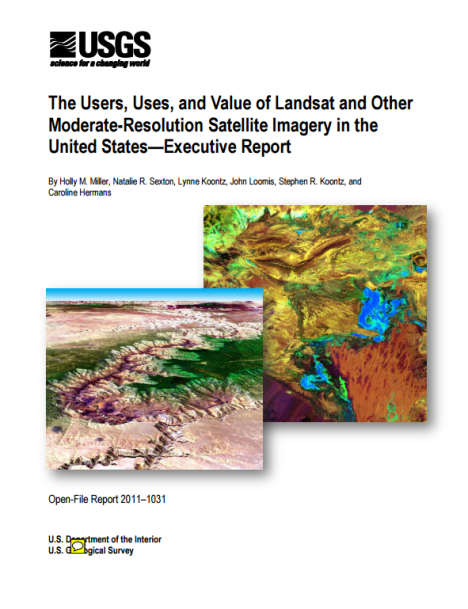 USGS
science for a changing world
The Users, Uses, and Value of Landsat and Other
Moderate-Resolution Satellite Imagery in the
United States—Executive Report
By Holly M. Miller, Natalie R. Sexton, Lynne Koontz, John Loomis, Stephen R. Koontz, and
Caroline Hermans
Open-File Report 2011–1031
U.S. Department of the Interior
U.S. Geological Survey